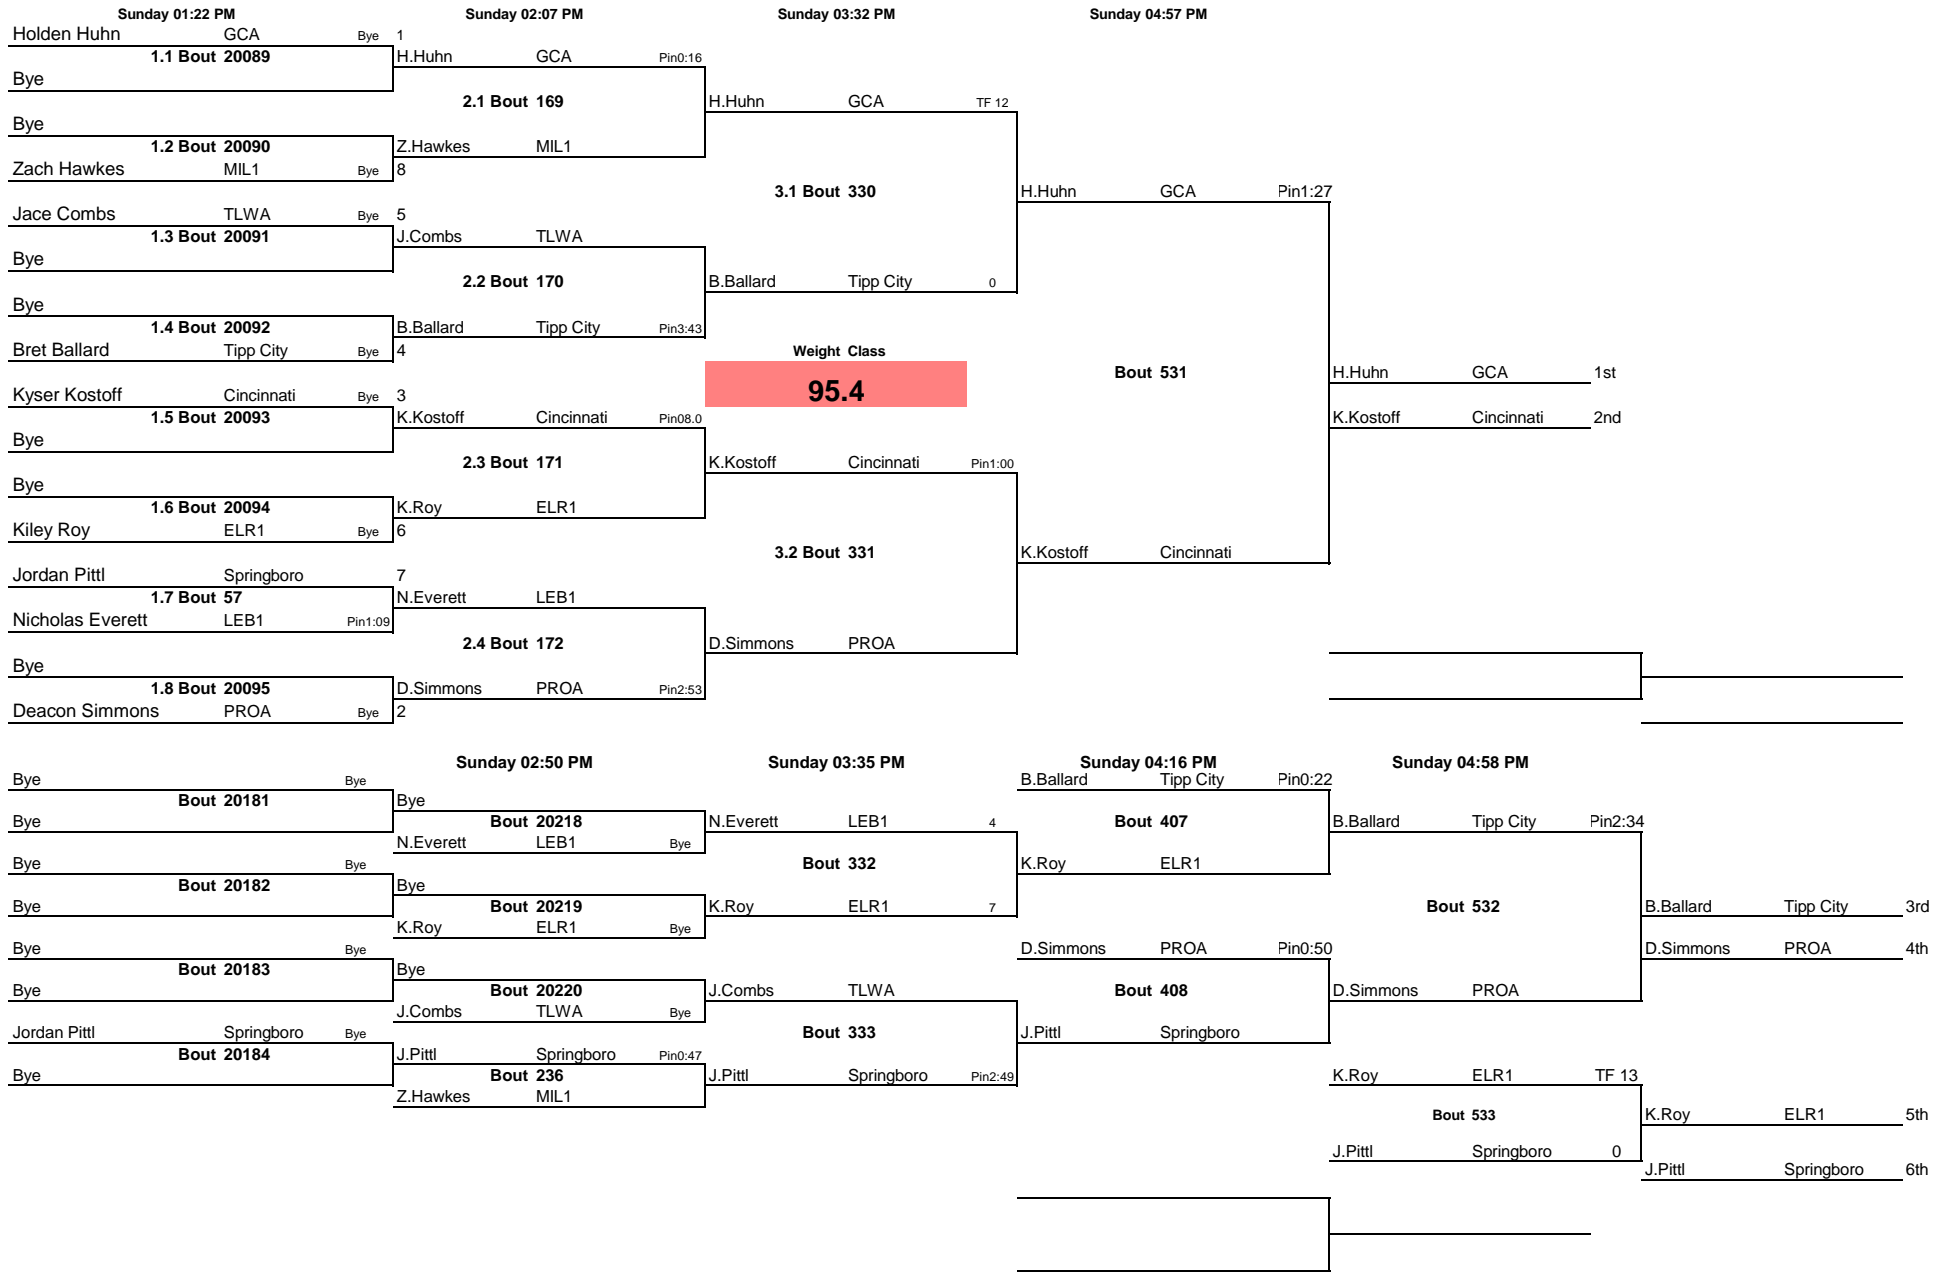 Sunday 01:22 PM Sunday 02:07 PM Sunday 03:32 PM Sunday 04:57 PM
Holden Huhn GCA Bye 1
1.1 Bout 20089 H.Huhn GCA Pin0:16
Bye
2.1 Bout 169 H.Huhn GCA TF 12
Bye
1.2 Bout 20090 Z.Hawkes MIL1
Zach Hawkes MIL1 Bye 8
3.1 Bout 330 H.Huhn GCA Pin1:27
Jace Combs TLWA Bye 5
1.3 Bout 20091 J.Combs TLWA
Bye
2.2 Bout 170 B.Ballard Tipp City 0
Bye
1.4 Bout 20092 B.Ballard Tipp City Pin3:43
Bret Ballard Tipp City Bye 4 Weight Class
Bout 531 H.Huhn GCA 1st
Kyser Kostoff Cincinnati Bye 3 95.4
1.5 Bout 20093 K.Kostoff Cincinnati Pin08.0 K.Kostoff Cincinnati 2nd
Bye
2.3 Bout 171 K.Kostoff Cincinnati Pin1:00
Bye
1.6 Bout 20094 K.Roy ELR1
Kiley Roy ELR1 Bye 6
3.2 Bout 331 K.Kostoff Cincinnati
Jordan Pittl Springboro 7
1.7 Bout 57 N.Everett LEB1
Nicholas Everett LEB1 Pin1:09
2.4 Bout 172 D.Simmons PROA
Bye
1.8 Bout 20095 D.Simmons PROA Pin2:53
Deacon Simmons PROA Bye 2
Sunday 02:50 PM Sunday 03:35 PM Sunday 04:16 PM Sunday 04:58 PM
Bye Bye B.Ballard Tipp City Pin0:22
Bout 20181 Bye
Bye Bout 20218 N.Everett LEB1 4 Bout 407 B.Ballard Tipp City Pin2:34
N.Everett LEB1 Bye
Bye Bye Bout 332 K.Roy ELR1
Bout 20182 Bye
Bye Bout 20219 K.Roy ELR1 7 Bout 532 B.Ballard Tipp City 3rd
K.Roy ELR1 Bye
Bye Bye D.Simmons PROA Pin0:50 D.Simmons PROA 4th
Bout 20183 Bye
Bye Bout 20220 J.Combs TLWA Bout 408 D.Simmons PROA
J.Combs TLWA Bye
Jordan Pittl Springboro Bye Bout 333 J.Pittl Springboro
Bout 20184 J.Pittl Springboro Pin0:47
Bye Bout 236 J.Pittl Springboro Pin2:49 K.Roy ELR1 TF 13
Z.Hawkes MIL1
Bout 533 K.Roy ELR1 5th
J.Pittl Springboro 0
J.Pittl Springboro 6th